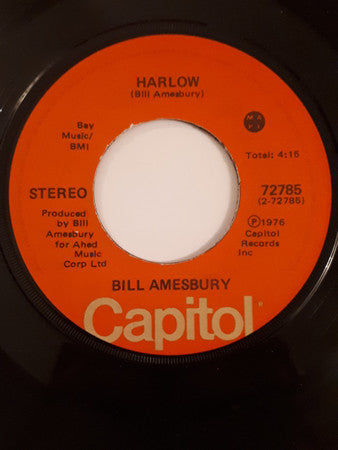 HARLOW
(Bill Amesbury)
Bay
Music/
BMI
Total: 4:15
STEREO
72785
(2-72785)
Produced
by Bill
Amesbury
for Ahed
Music
Corp Ltd
℗1976
Capitol
Records
Inc
BILL AMESBURY
Capitol